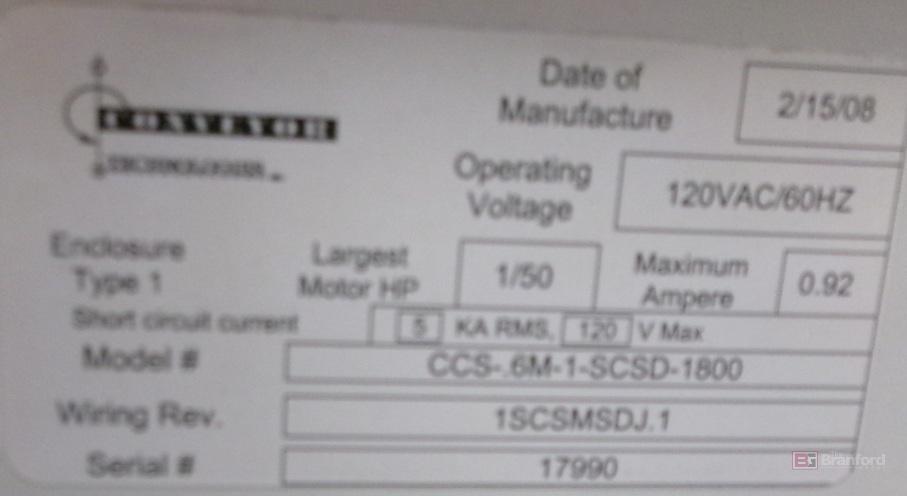 CONVEYOR
TECHNOLOGIES
Date of
Manufacture
2/15/08
Operating
Voltage
120VAC/60HZ
Enclosure
Type 1
Largest
Motor HP
1/50
Maximum
Ampere
0.92
Short circuit current
5 KA RMS, 120 V Max
Model #
CCS-.6M-1-SCSD-1800
Wiring Rev.
1SCSMSDJ.1
Serial #
17990
Branford